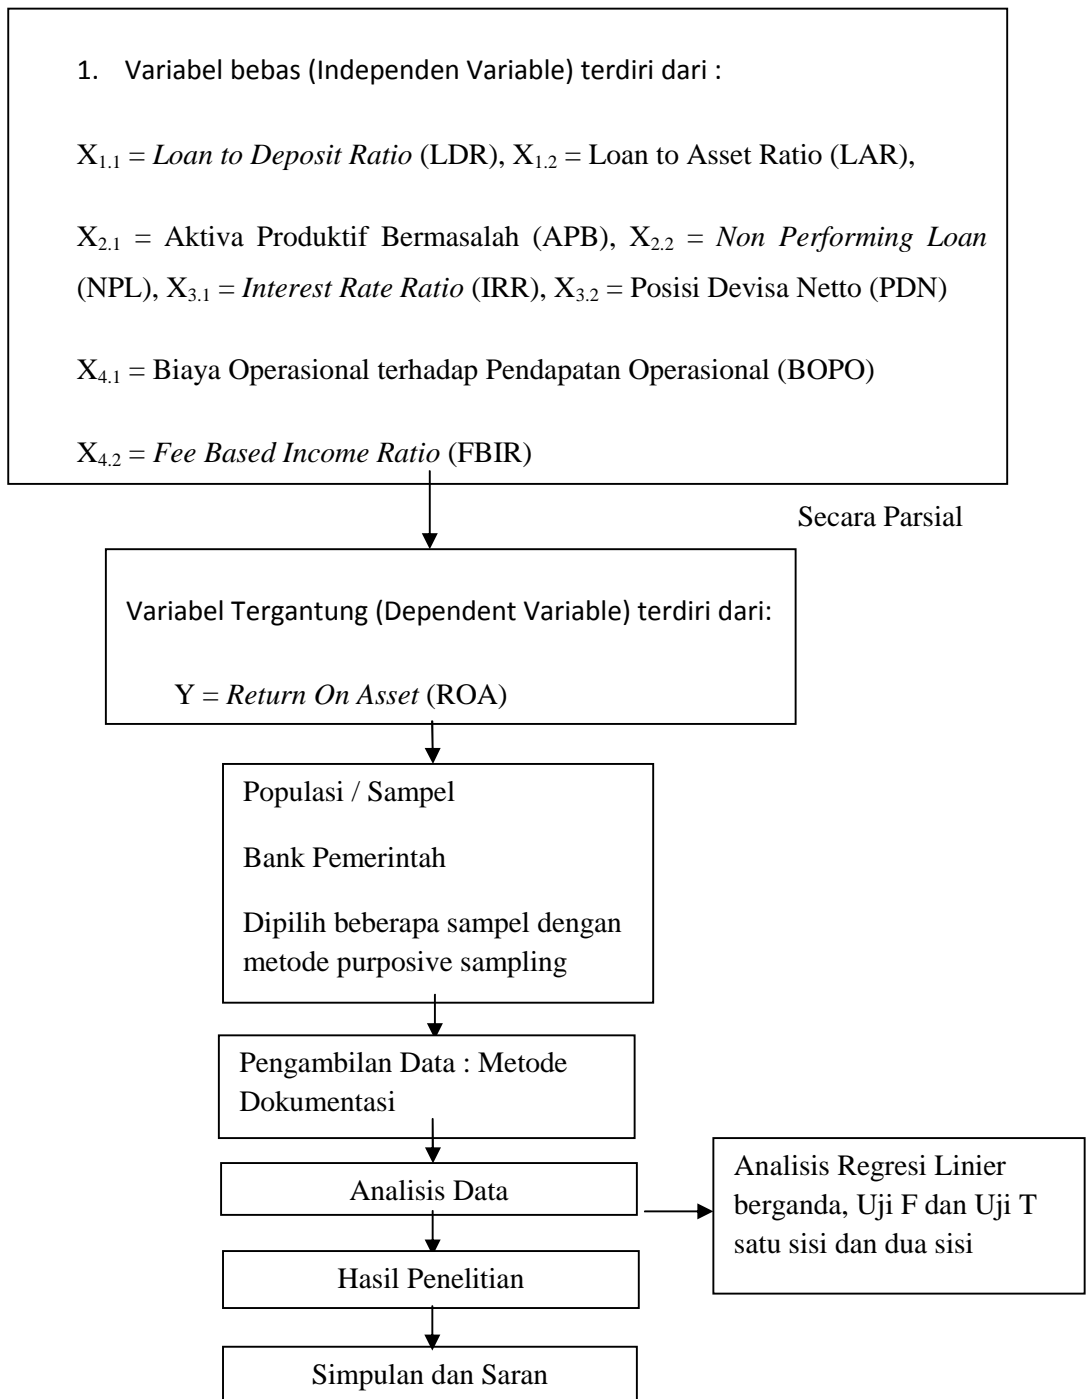 1. Variabel bebas (Independen Variable) terdiri dari :
X1.1 = Loan to Deposit Ratio (LDR), X1.2 = Loan to Asset Ratio (LAR),
X2.1 = Aktiva Produktif Bermasalah (APB), X2.2 = Non Performing Loan
(NPL), X3.1 = Interest Rate Ratio (IRR), X3.2 = Posisi Devisa Netto (PDN)
X4.1 = Biaya Operasional terhadap Pendapatan Operasional (BOPO)
X4.2 = Fee Based Income Ratio (FBIR)
Secara Parsial
Variabel Tergantung (Dependent Variable) terdiri dari:
Y = Return On Asset (ROA)
Populasi / Sampel
Bank Pemerintah
Dipilih beberapa sampel dengan
metode purposive sampling
Pengambilan Data : Metode
Dokumentasi
Analisis Data
Analisis Regresi Linier
berganda, Uji F dan Uji T
satu sisi dan dua sisi
Hasil Penelitian
Simpulan dan Saran